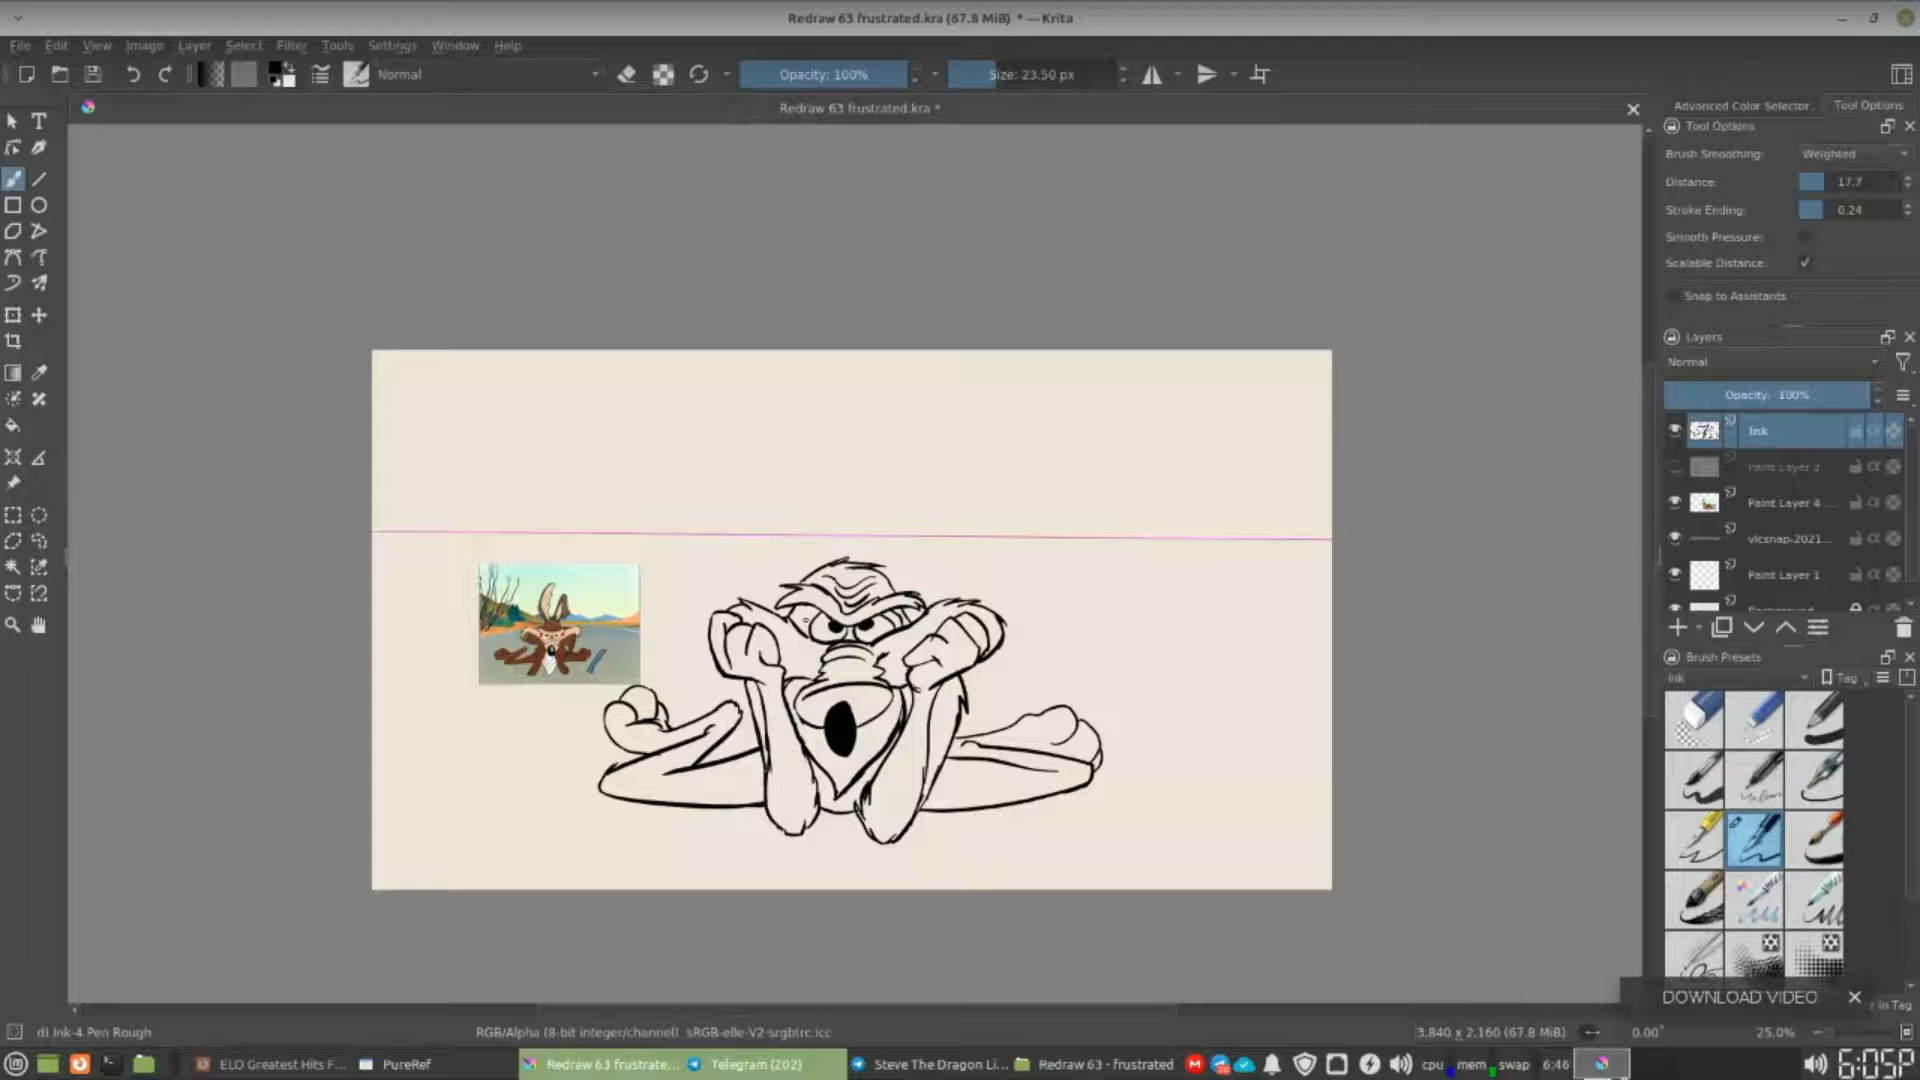 Redraw 63 frustrated.kra (67.8 MiB) * — Krita
File Edit View Image Layer Select Filter Tools Settings Window Help
Normal
Opacity: 100%
Size: 23.50 px
Redraw 63 frustrated.kra *
Advanced Color Selector
Tool Options
Tool Options
Brush Smoothing: Weighted
Distance: 17.7
Stroke Ending: 0.24
Smooth Pressure:
Scalable Distance: ✓
Snap to Assistants
Layers
Normal
Opacity: 100%
Ink
Paint Layer 2
Paint Layer 4 ...
vlcsnap-2021...
Paint Layer 1
Brush Presets
Ink
Tag
DOWNLOAD VIDEO
in Tag
d) Ink-4 Pen Rough
RGB/Alpha (8-bit integer/channel) sRGB-elle-V2-srgbtrc.icc
3,840 x 2,160 (67.8 MiB)
0.00°
25.0%
ELO Greatest Hits F...
PureRef
Redraw 63 frustrate...
Telegram (202)
Steve The Dragon Li...
Redraw 63 - frustrated
cpu mem swap 6:46
6:05P